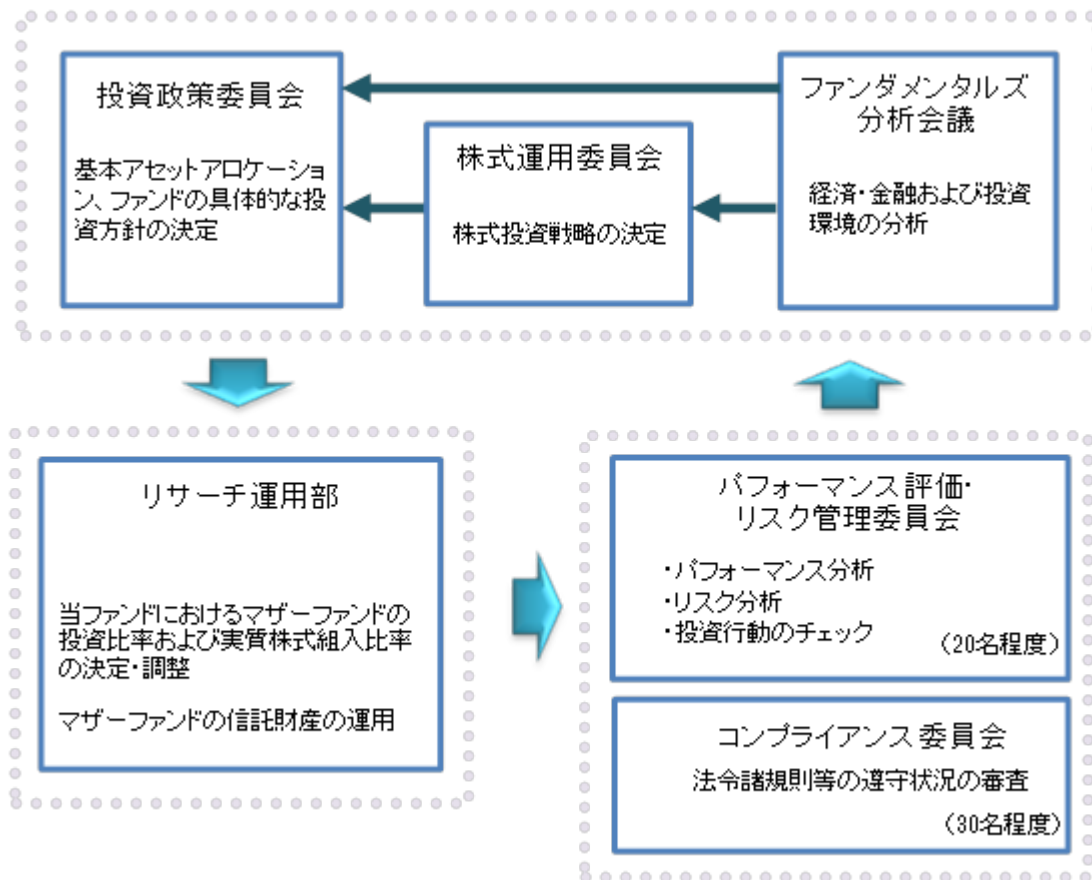 投資政策委員会
基本アセットアロケーショ
ン、ファンドの具体的な投
資方針の決定
株式運用委員会
株式投資戦略の決定
ファンダメンタルズ
分析会議
経済・金融および投資
環境の分析
リサーチ運用部
当ファンドにおけるマザーファンドの
投資比率および実質株式組入比率
の決定・調整
マザーファンドの信託財産の運用
パフォーマンス評価・
リスク管理委員会
・パフォーマンス分析
・リスク分析
・投資行動のチェック
（20名程度）
コンプライアンス委員会
法令諸規則等の遵守状況の審査
（30名程度）